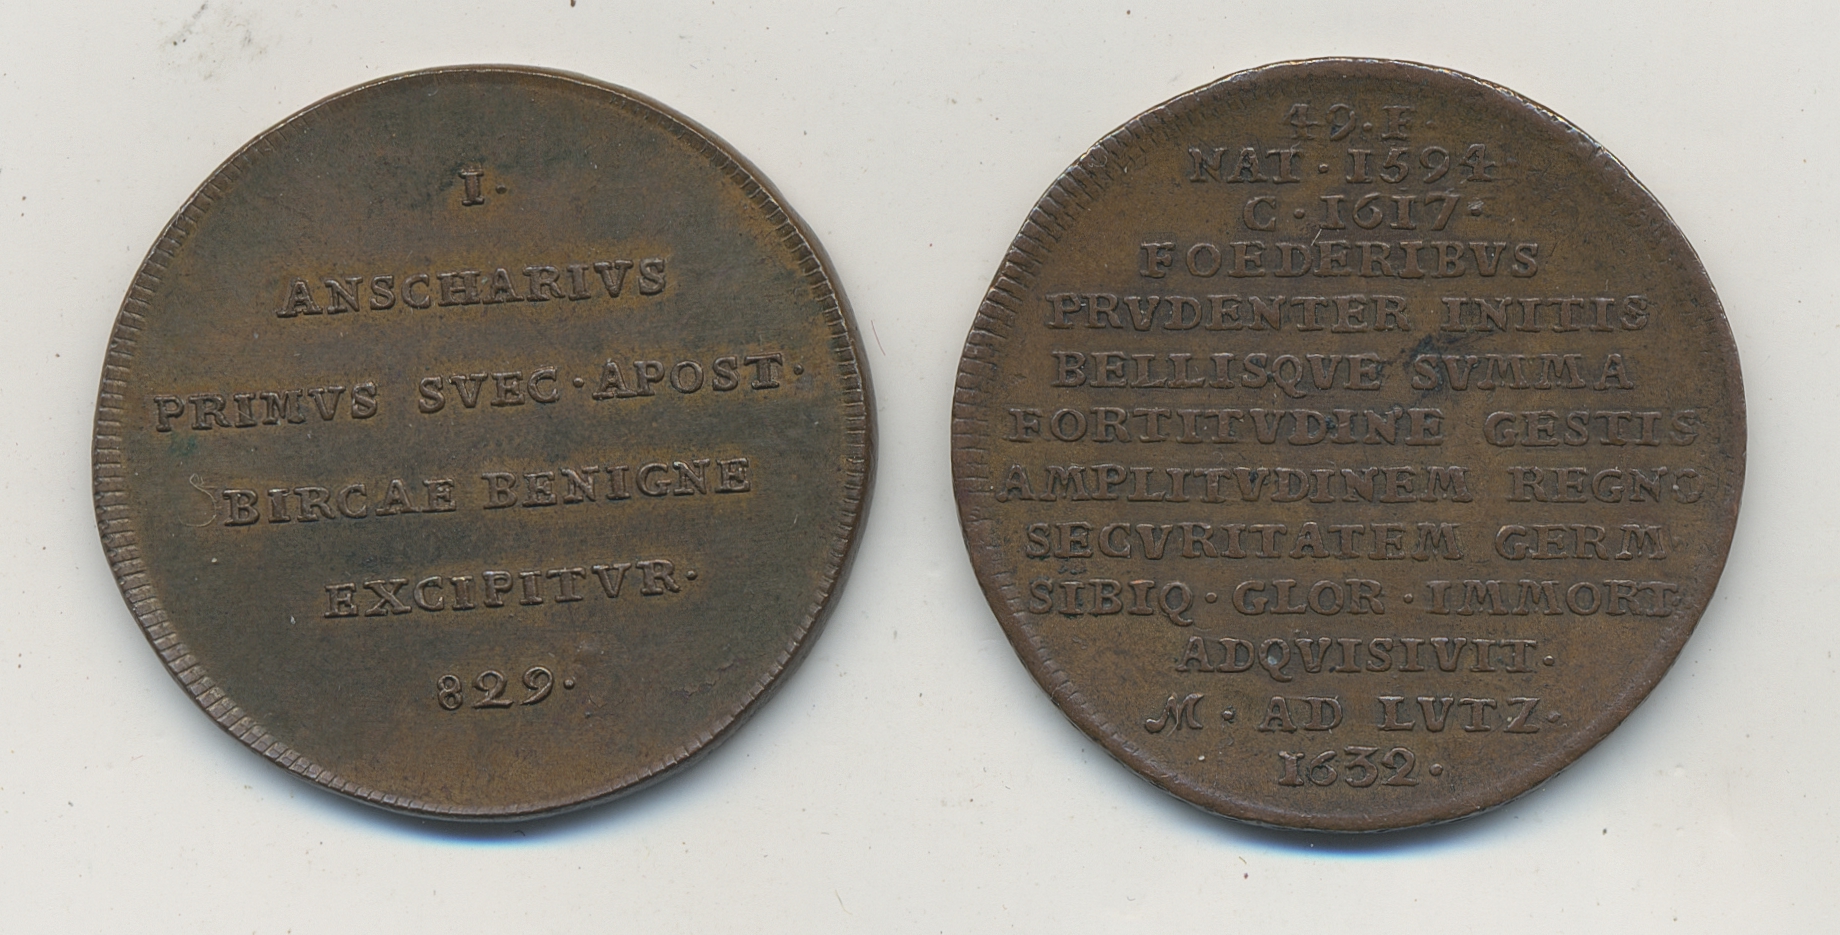 I.
ANSCHARIVS
PRIMVS SVEC·APOST·
BIRCAE BENIGNE
EXCIPITVR·
829·
49·F·
NAT·1594
C·1617·
FOEDERIBVS
PRVDENTER INITIS
BELLISQVE SVMMA
FORTITVDINE GESTIS
AMPLITVDINEM REGNO
SECVRITATEM GERM
SIBIQ·GLOR·IMMORT
ADQVISIVIT·
M·AD LVTZ·
1632·